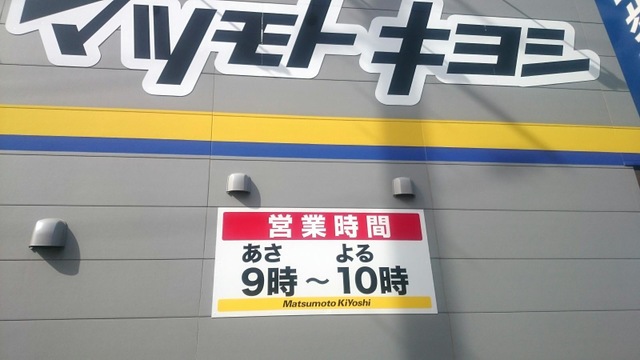 マツモトキヨシ
営業時間
あさ よる
9時～10時
Matsumoto KiYoshi